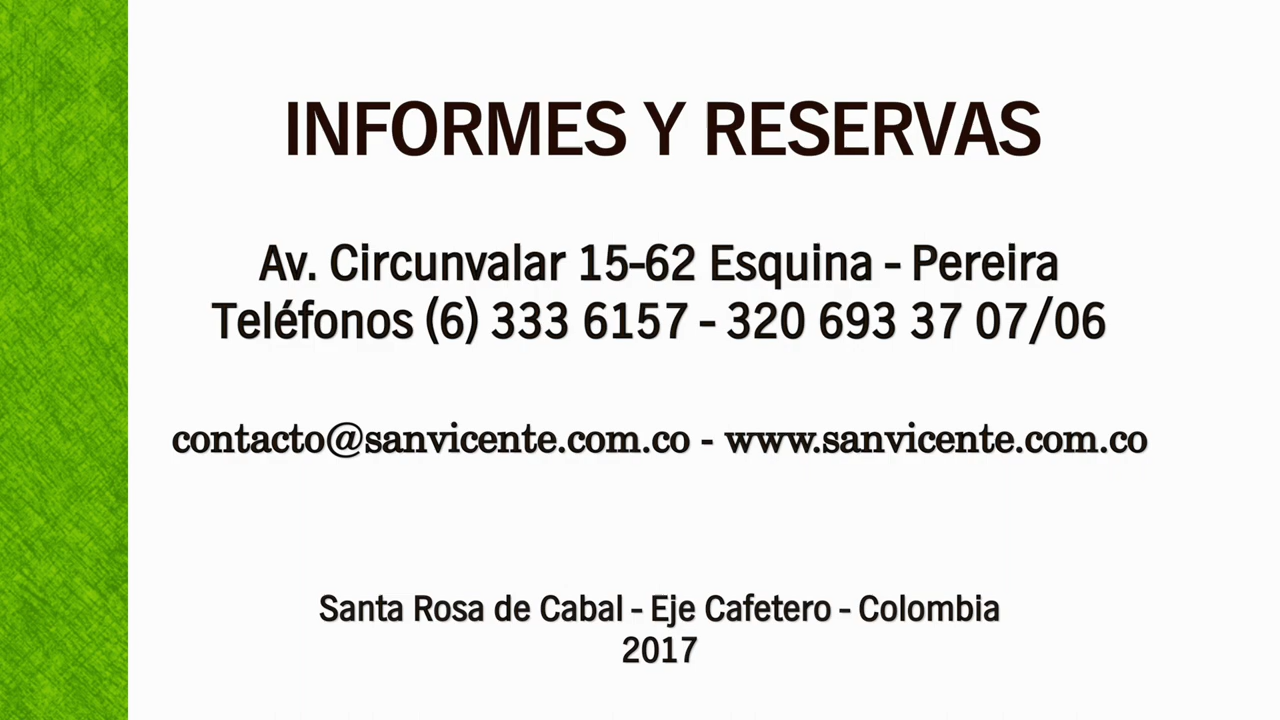 INFORMES Y RESERVAS
Av. Circunvalar 15-62 Esquina - Pereira
Teléfonos (6) 333 6157 - 320 693 37 07/06
contacto@sanvicente.com.co - www.sanvicente.com.co
Santa Rosa de Cabal - Eje Cafetero - Colombia
2017